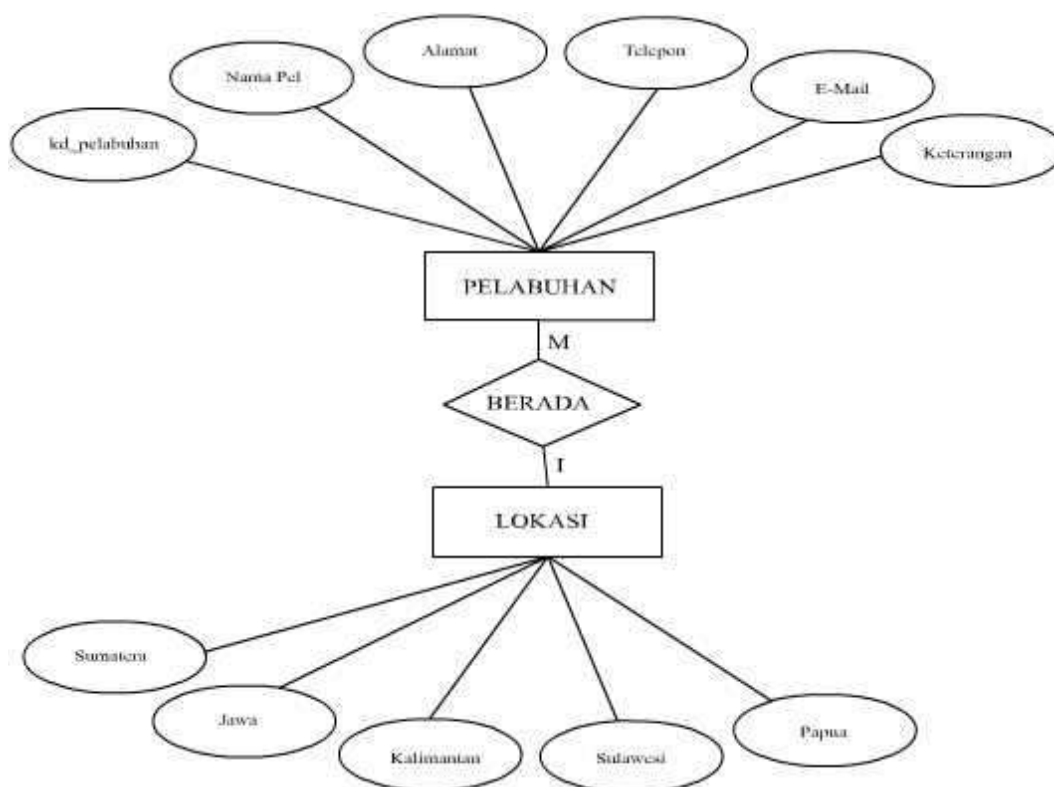 Alamat
Telepon
Nama Pel
E-Mail
kd_pelabuhan
Keterangan
PELABUHAN
M
BERADA
I
LOKASI
Sumatera
Jawa
Kalimantan
Sulawesi
Papua